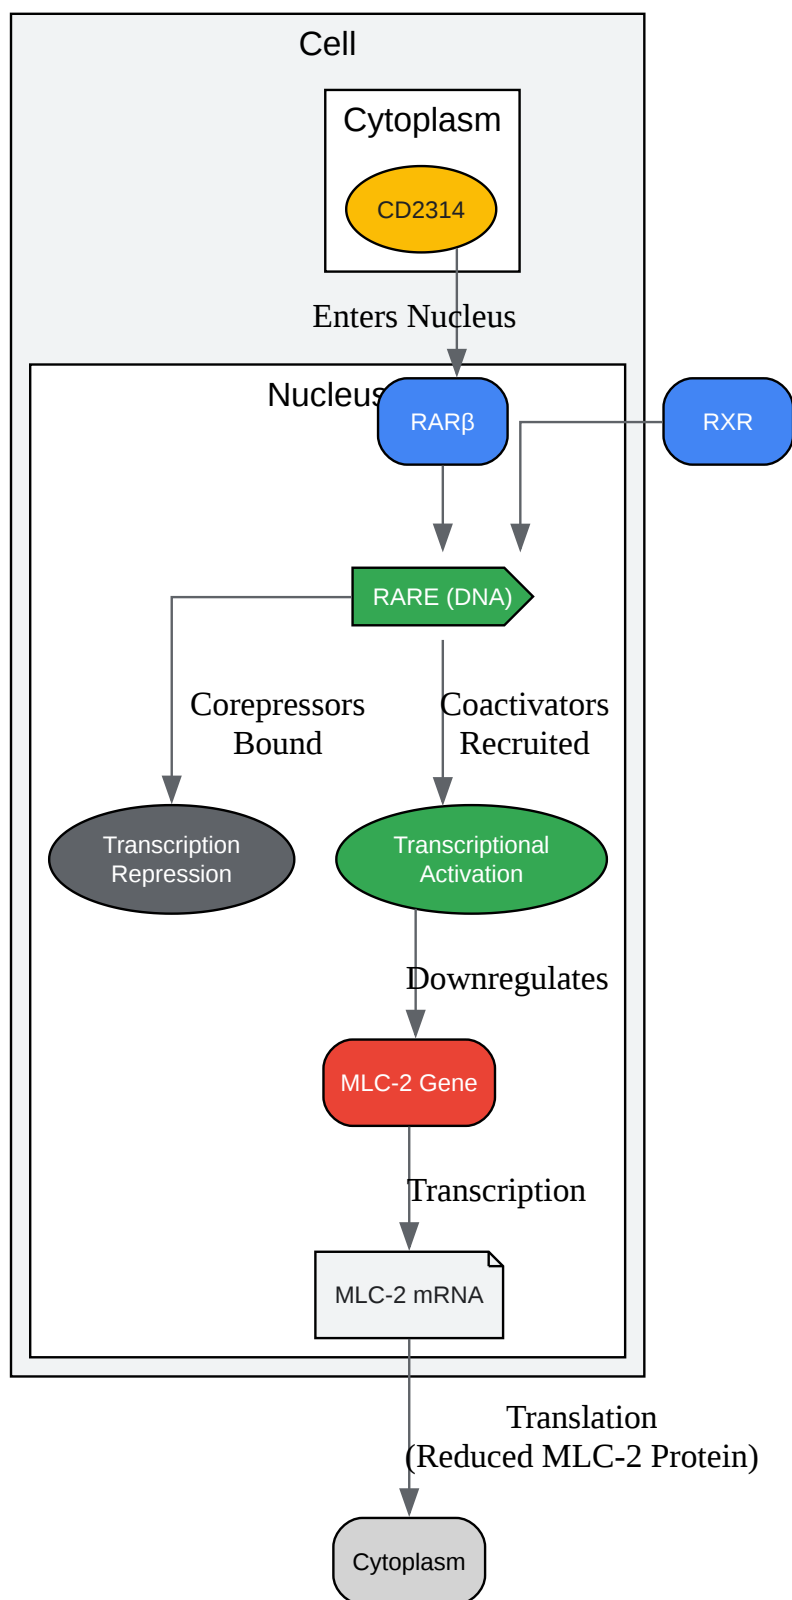 Cell
Cytoplasm
CD2314
Enters Nucleus
Nucleus
RARβ
RXR
RARE (DNA)
Corepressors
Bound
Coactivators
Recruited
Transcription
Repression
Transcriptional
Activation
Downregulates
MLC-2 Gene
Transcription
MLC-2 mRNA
Translation
(Reduced MLC-2 Protein)
Cytoplasm